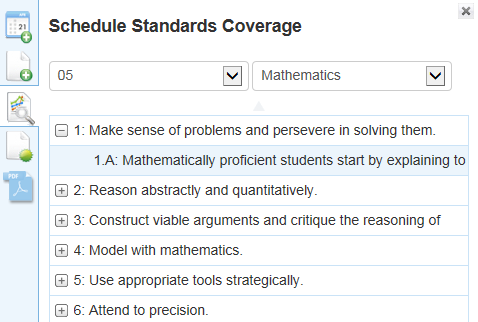 21
Schedule Standards Coverage
05
Mathematics
1: Make sense of problems and persevere in solving them.
1.A: Mathematically proficient students start by explaining to
2: Reason abstractly and quantitatively.
3: Construct viable arguments and critique the reasoning of
4: Model with mathematics.
PDF
5: Use appropriate tools strategically.
6: Attend to precision.